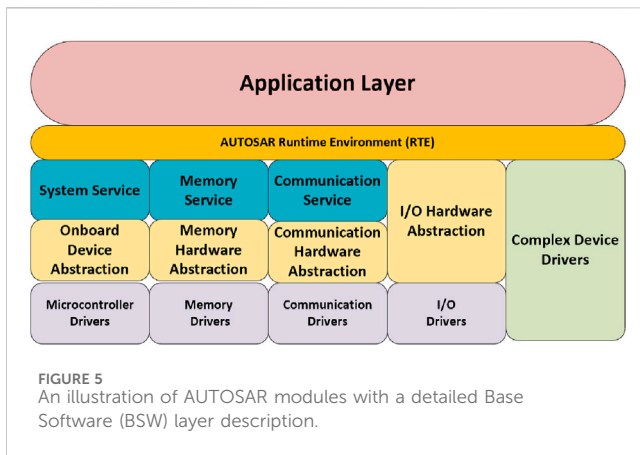 Application Layer
AUTOSAR Runtime Environment (RTE)
System Service
Memory
Service
Communication
Service
I/O Hardware
Abstraction
Complex Device
Drivers
Onboard
Device
Abstraction
Memory
Hardware
Abstraction
Communication
Hardware
Abstraction
Microcontroller
Drivers
Memory
Drivers
Communication
Drivers
I/O
Drivers
FIGURE 5
An illustration of AUTOSAR modules with a detailed Base
Software (BSW) layer description.